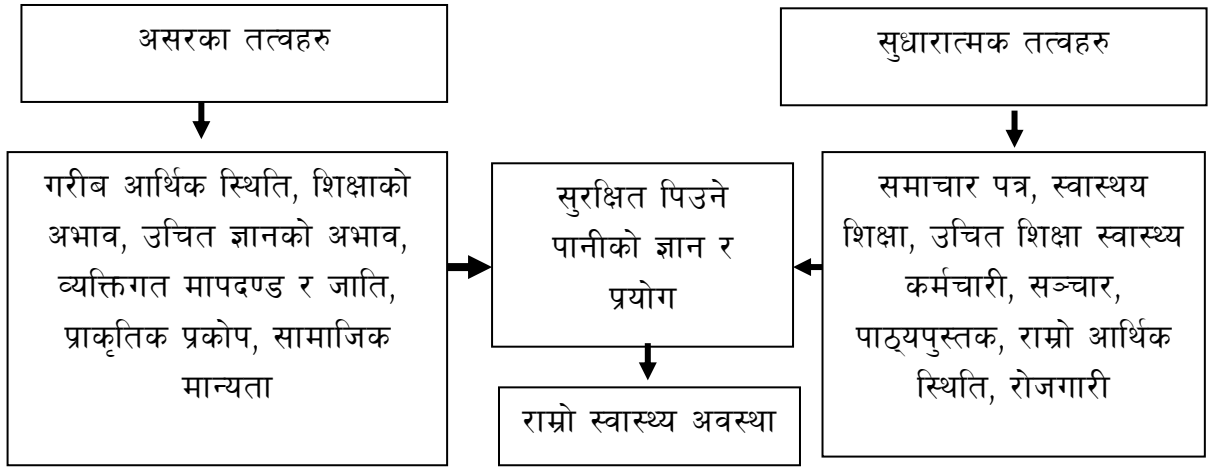 असरका तत्वहरु
सुधारात्मक तत्वहरु
गरीब आर्थिक स्थिति, शिक्षाको
अभाव, उचित ज्ञानको अभाव,
व्यक्तिगत मापदण्ड र जाति,
प्राकृतिक प्रकोप, सामाजिक
मान्यता
सुरक्षित पिउने
पानीको ज्ञान र
प्रयोग
समाचार पत्र, स्वास्थय
शिक्षा, उचित शिक्षा स्वास्थ्य
कर्मचारी, सञ्चार,
पाठ्यपुस्तक, राम्रो आर्थिक
स्थिति, रोजगारी
राम्रो स्वास्थ्य अवस्था